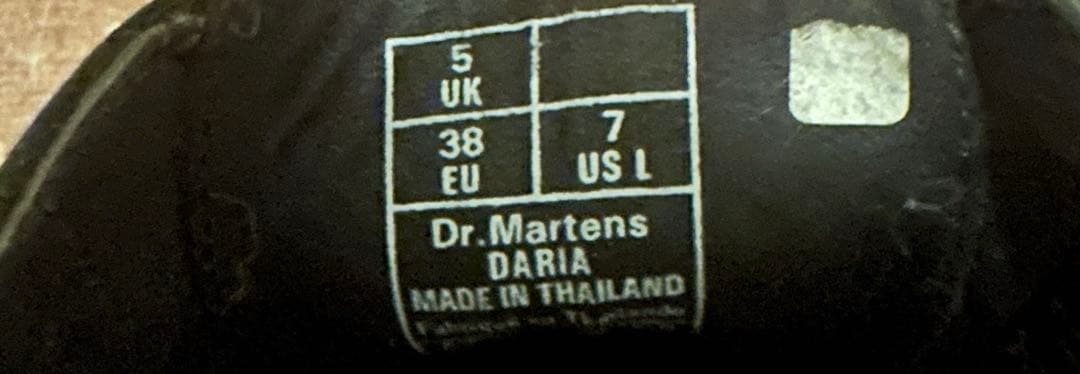 5
UK
38
EU
7
US L
Dr.Martens
DARIA
MADE IN THAILAND